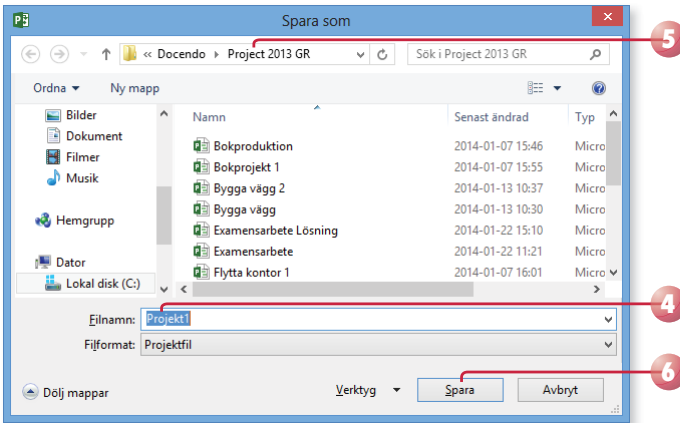 Spara som
« Docendo Project 2013 GR
Sök i Project 2013 GR
Ordna Ny mapp
Bilder
Dokument
Filmer
Musik
Hemgrupp
Dator
Lokal disk (C:)
Namn Senast ändrad Typ
Bokproduktion 2014-01-07 15:46 Micro
Bokprojekt 1 2014-01-07 15:55 Micro
Bygga vägg 2 2014-01-13 10:37 Micro
Bygga vägg 2014-01-13 10:30 Micro
Examensarbete Lösning 2014-01-22 15:10 Micro
Examensarbete 2014-01-22 11:21 Micro
Flytta kontor 1 2014-01-07 16:01 Micro
Filnamn: Projekt1
Filformat: Projektfil
Dölj mappar
Verktyg Spara Avbryt
5
4
6